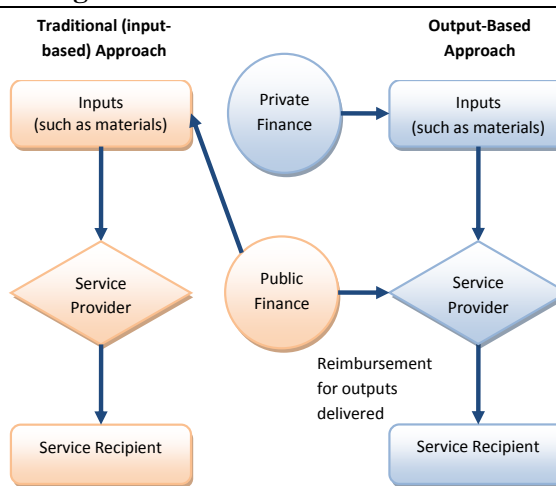 Traditional (input-
based) Approach
Output-Based
Approach
Inputs
(such as materials)
Private
Finance
Inputs
(such as materials)
Service
Provider
Public
Finance
Service
Provider
Reimbursement
for outputs
delivered
Service Recipient
Service Recipient